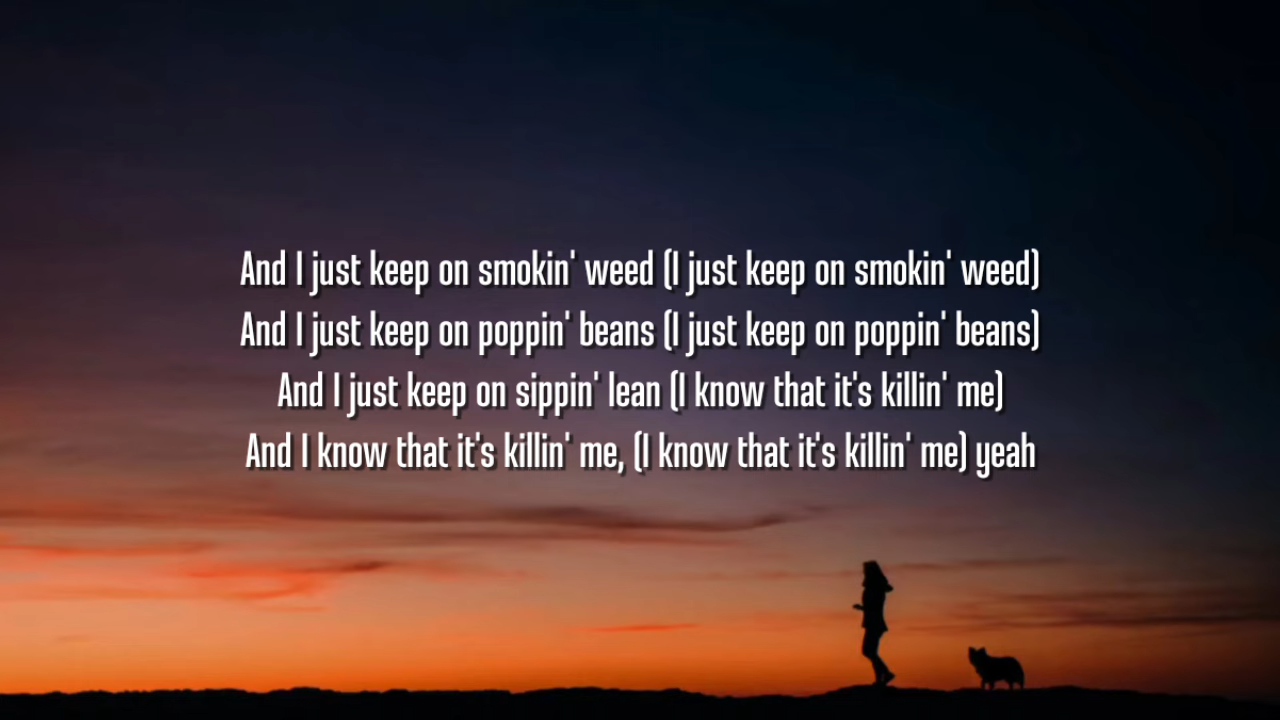 And I just keep on smokin' weed (I just keep on smokin' weed)
And I just keep on poppin' beans (I just keep on poppin' beans)
And I just keep on sippin' lean (I know that it's killin' me)
And I know that it's killin' me, (I know that it's killin' me) yeah